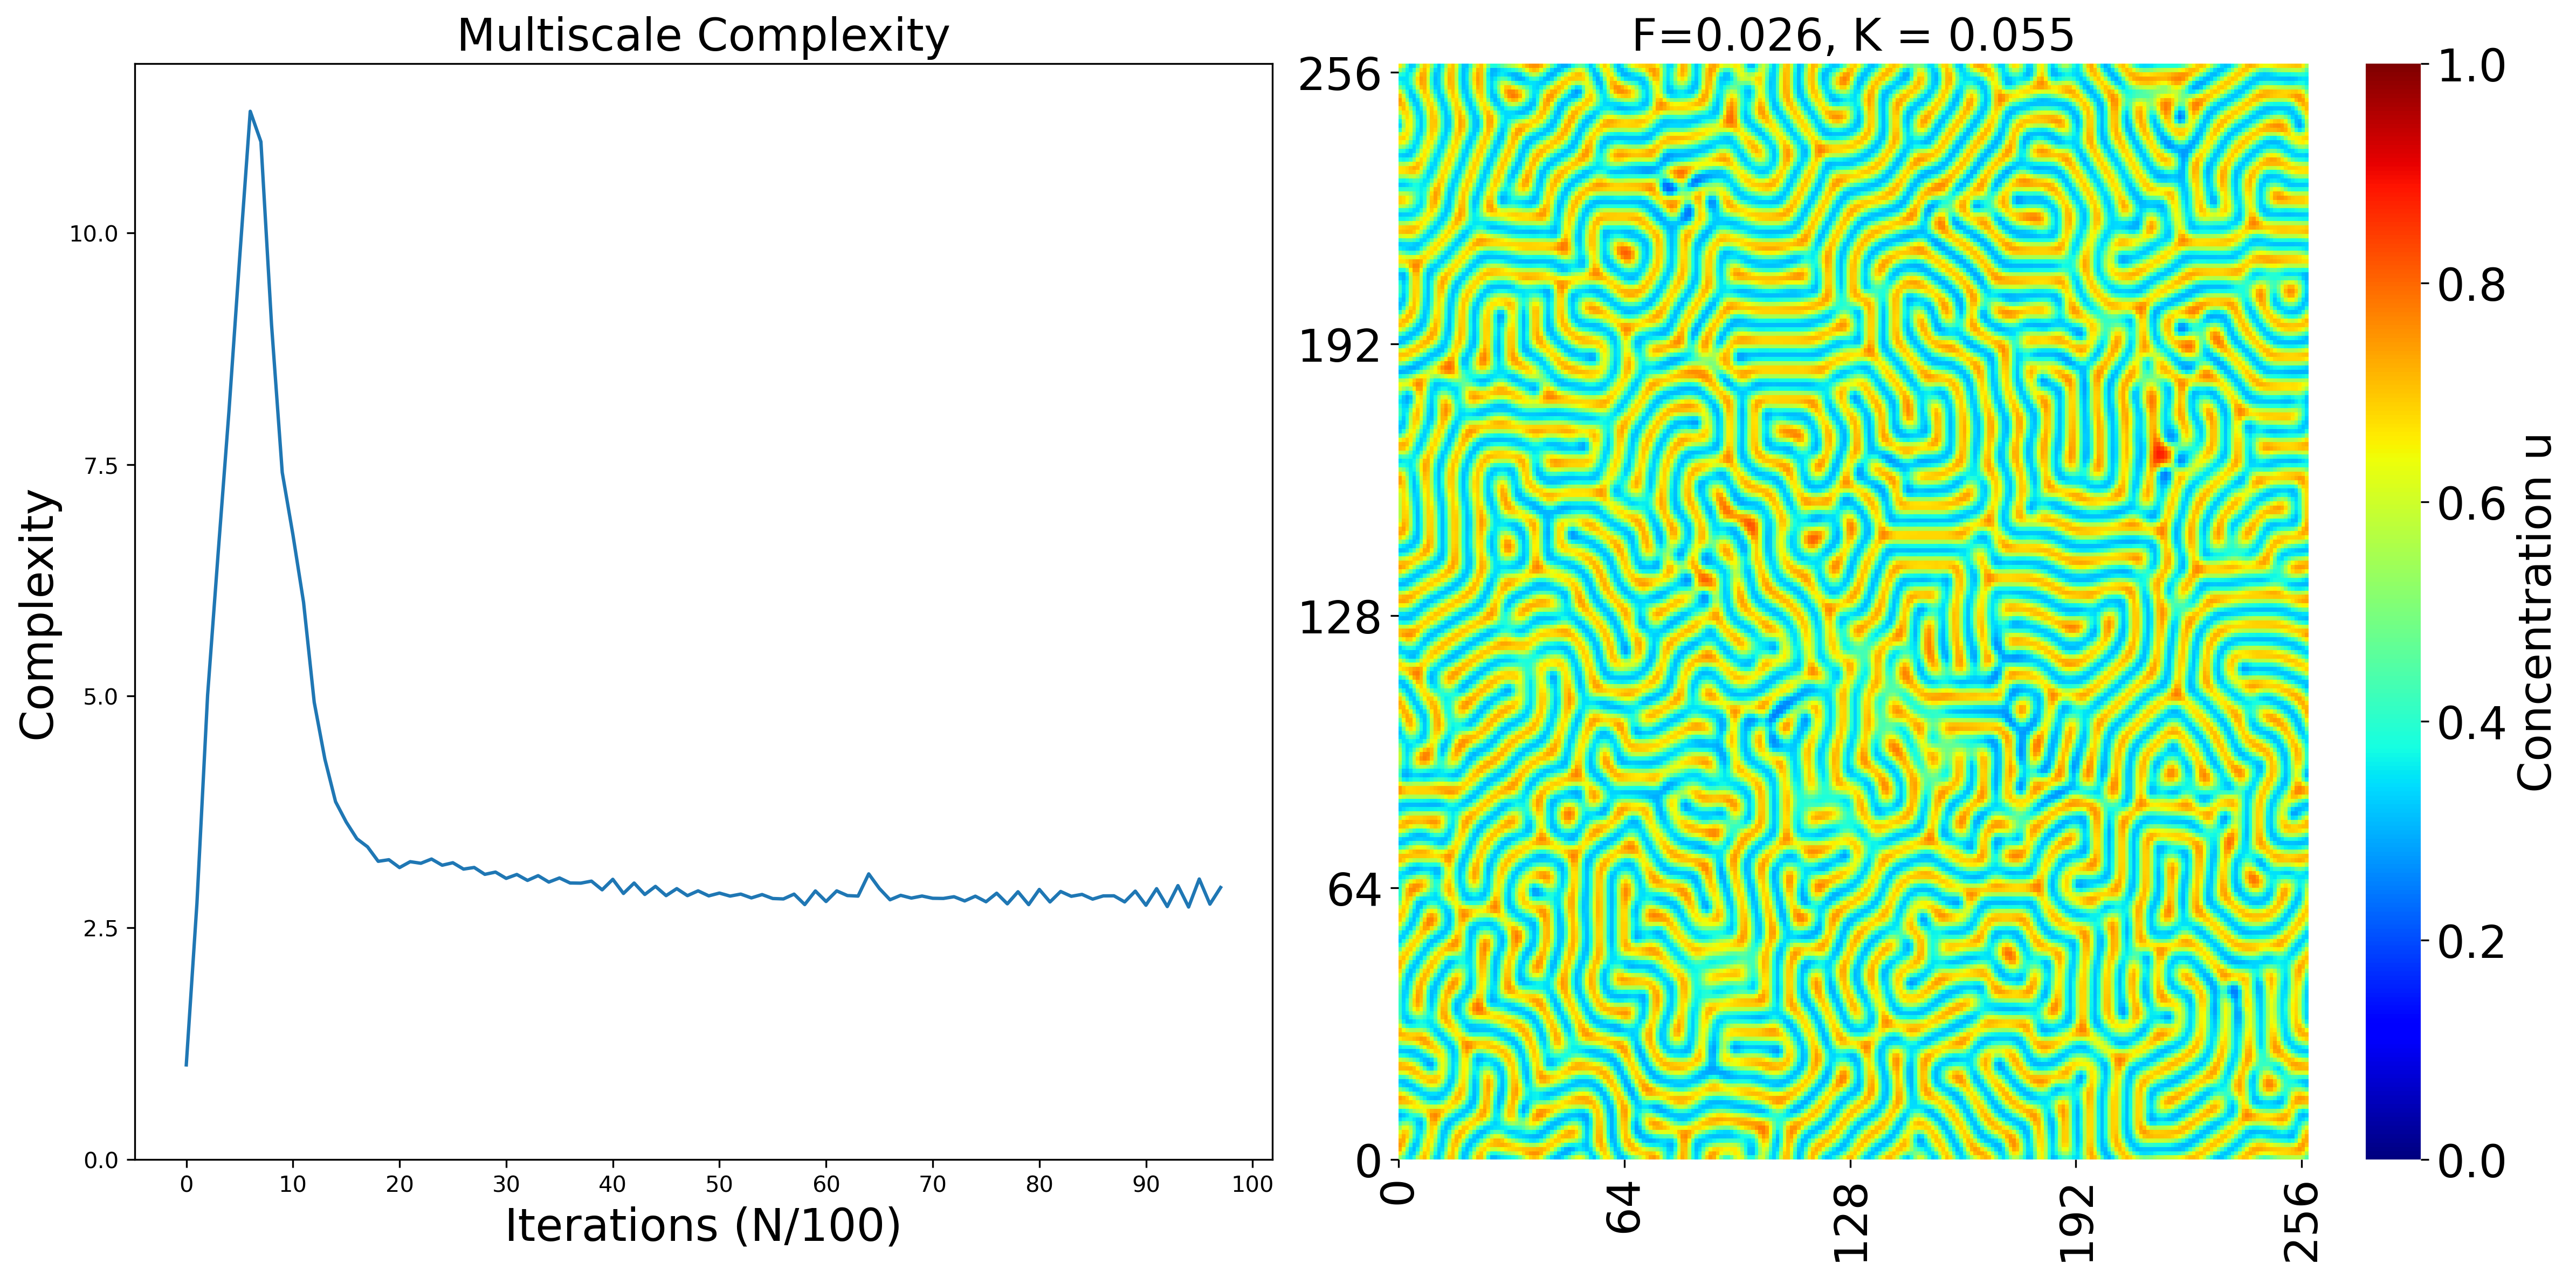 Multiscale Complexity
Complexity
10.0
7.5
5.0
2.5
0.0
0 10 20 30 40 50 60 70 80 90 100
Iterations (N/100)
F=0.026, K = 0.055
256
192
128
64
0
0 64 128 192 256
1.0
0.8
0.6
0.4
0.2
0.0
Concentration u